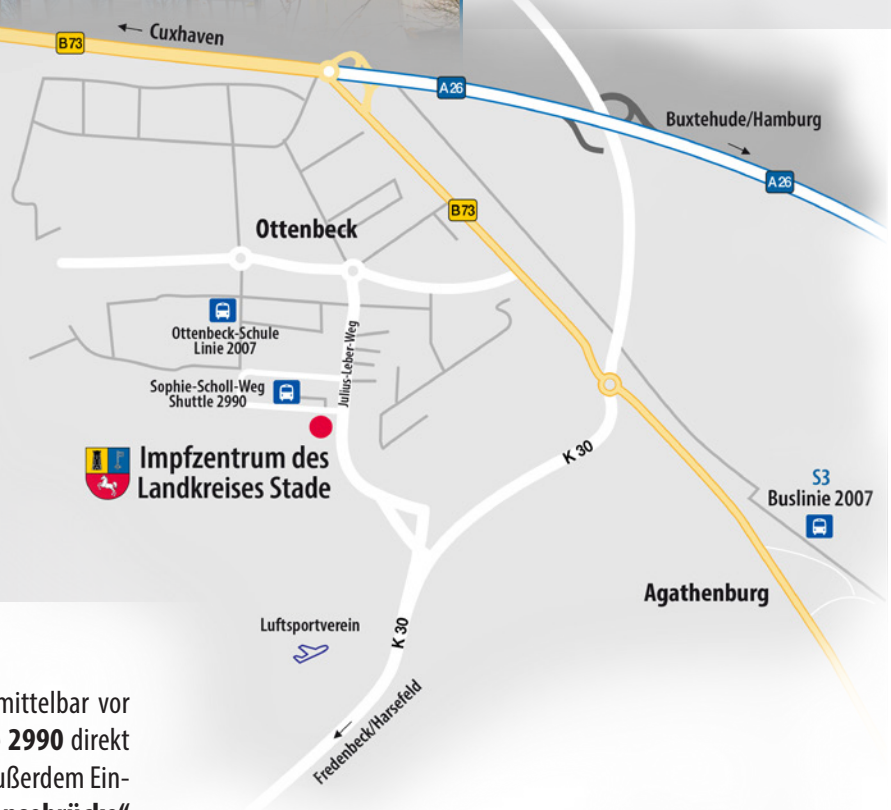 Cuxhaven
B73
A26
Buxtehude/Hamburg
A26
B73
Ottenbeck
Ottenbeck-Schule
Linie 2007
Julius-Leber-Weg
Sophie-Scholl-Weg
Shuttle 2990
Impfzentrum des
Landkreises Stade
K 30
S3
Buslinie 2007
Agathenburg
Luftsportverein
K 30
Fredenbeck/Harsefeld
mittelbar vor
2990 direkt
ußerdem Ein-